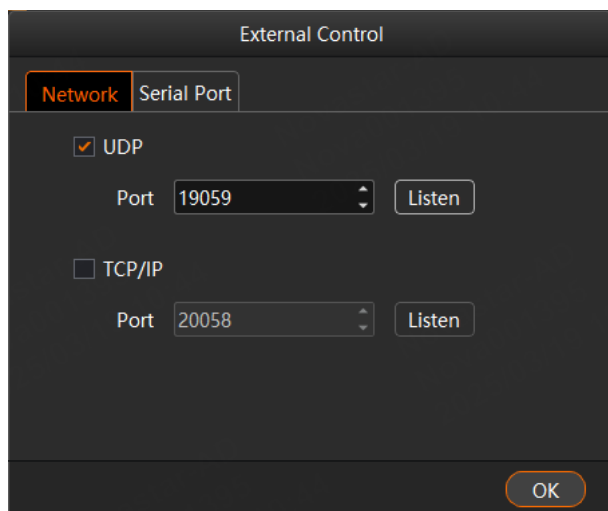 External Control
Network Serial Port
UDP
Port 19059 Listen
TCP/IP
Port 20058 Listen
OK